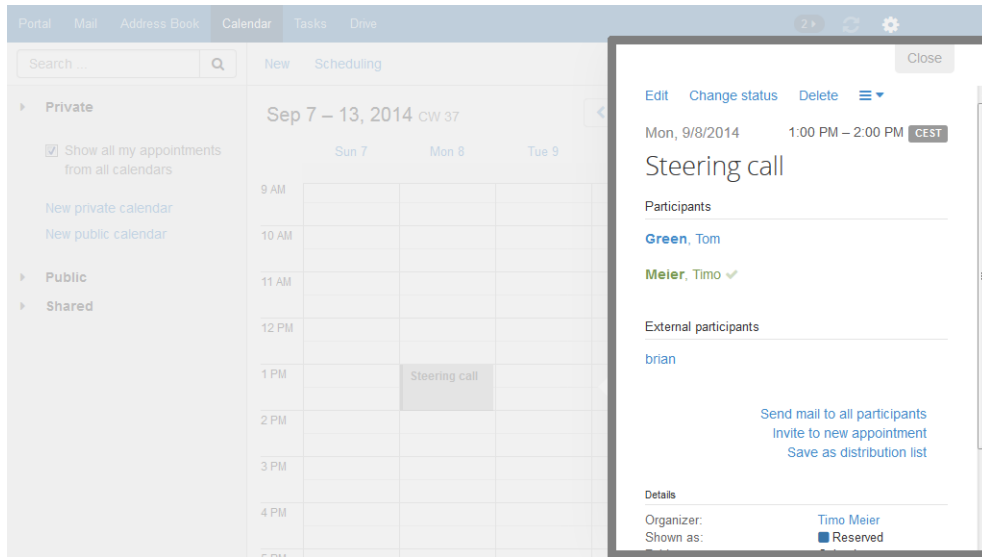 Portal Mail Address Book Calendar Tasks Drive 2
Search ...
Private
Show all my appointments
from all calendars
New private calendar
New public calendar
Public
Shared
New Scheduling
Sep 7 – 13, 2014 CW 37
Sun 7 Mon 8 Tue 9
9 AM
10 AM
11 AM
12 PM
1 PM
Steering call
2 PM
3 PM
4 PM
5 PM
Close
Edit Change status Delete
Mon, 9/8/2014 1:00 PM – 2:00 PM CEST
Steering call
Participants
Green, Tom
Meier, Timo
External participants
brian
Send mail to all participants
Invite to new appointment
Save as distribution list
Details
Organizer: Timo Meier
Shown as: Reserved